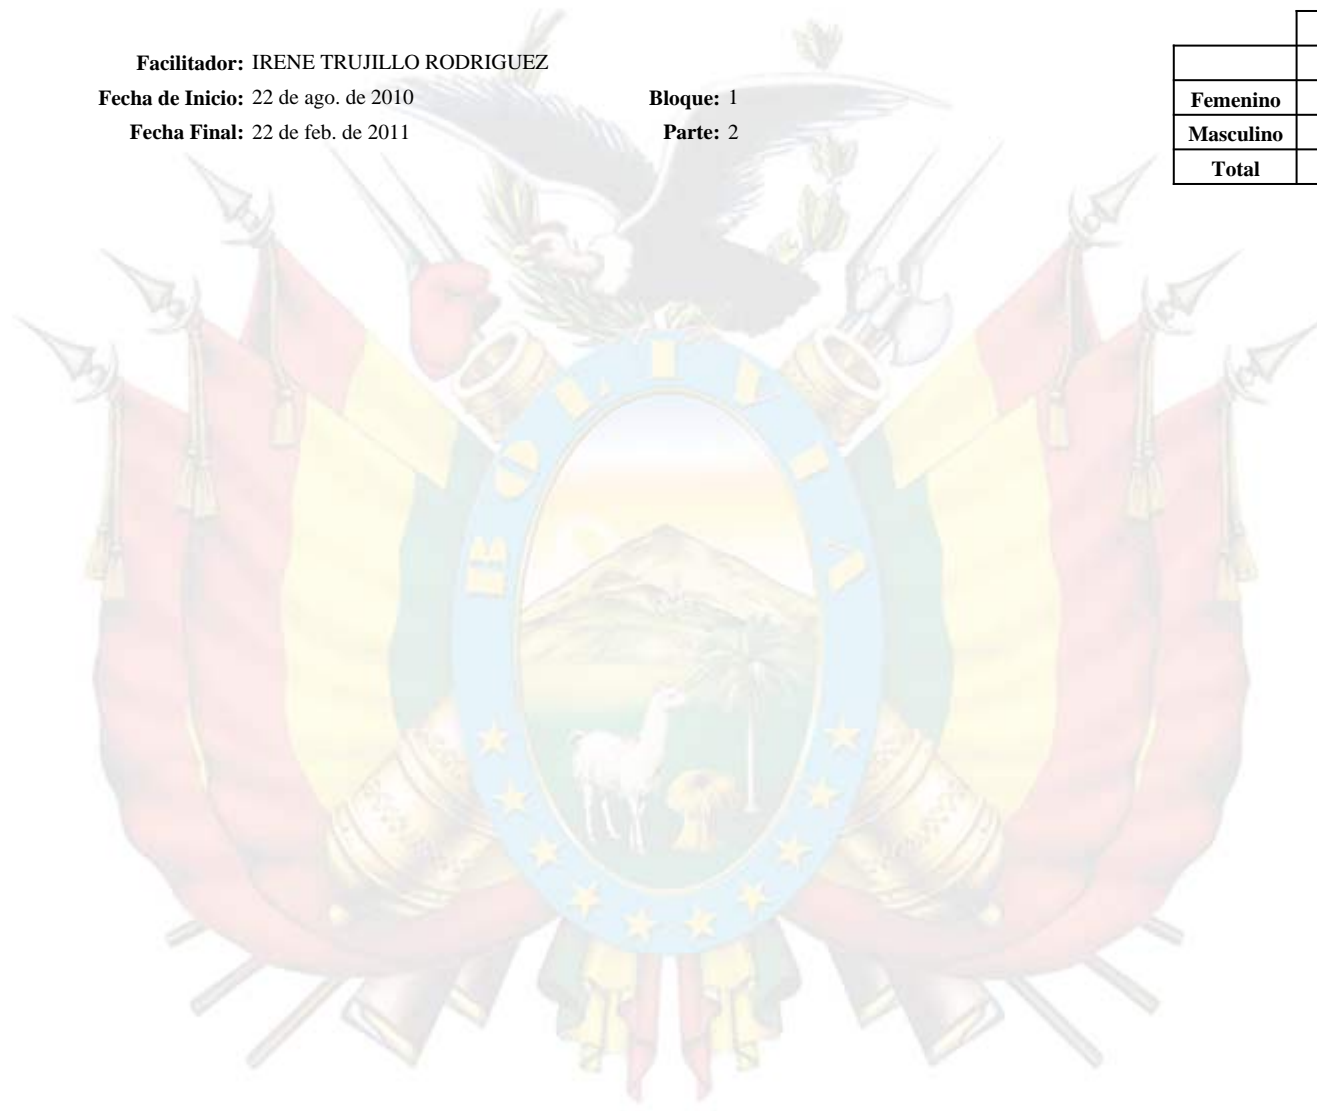 Facilitador: IRENE TRUJILLO RODRIGUEZ
Fecha de Inicio: 22 de ago. de 2010 Bloque: 1
Fecha Final: 22 de feb. de 2011 Parte: 2
Femenino
Masculino
Total
BOLIVIA